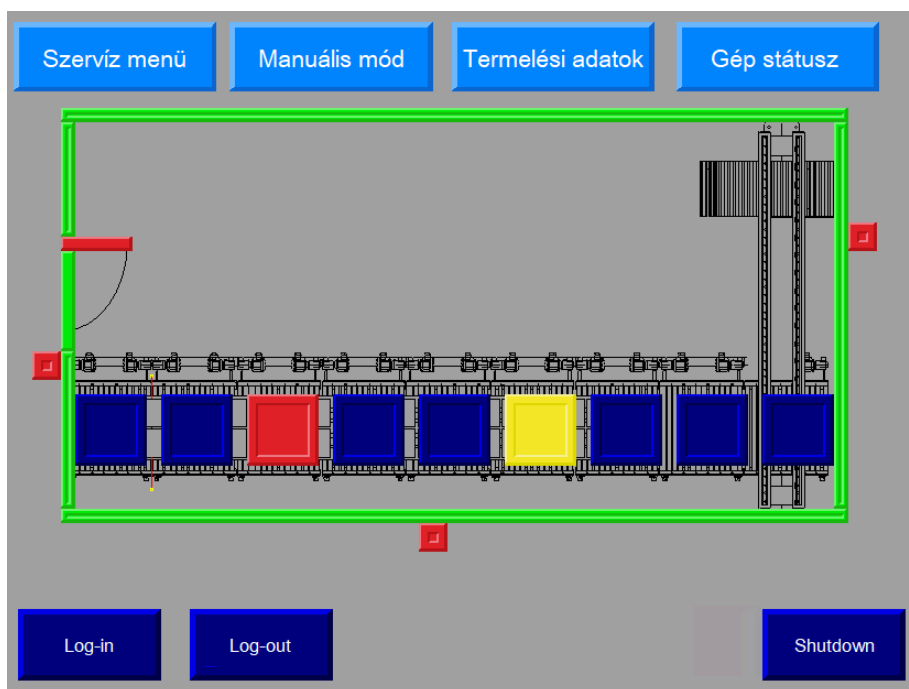 Szervíz menü
Manuális mód
Termelési adatok
Gép státusz
Log-in
Log-out
Shutdown